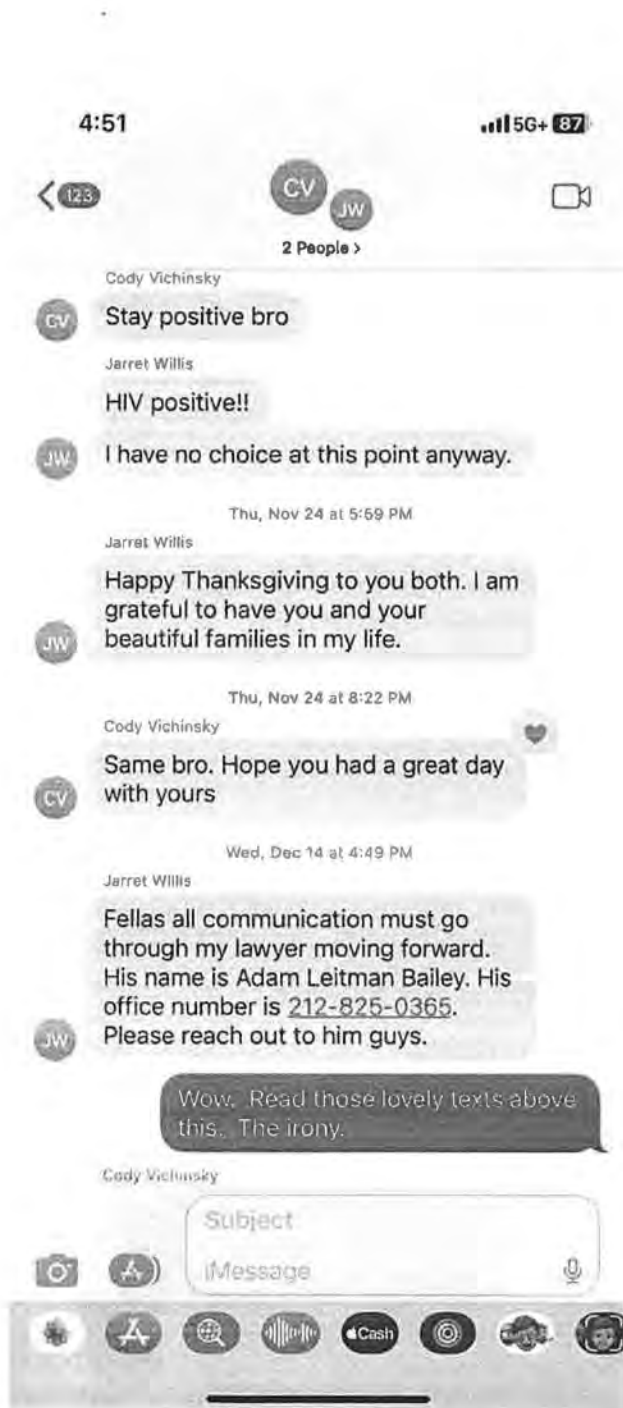 4:51
5G+ 87
123
CV
JW
2 People >
Cody Vichinsky
CV
Stay positive bro
Jarret Willis
HIV positive!!
JW
I have no choice at this point anyway.
Thu, Nov 24 at 5:59 PM
Jarret Willis
Happy Thanksgiving to you both. I am
grateful to have you and your
JW
beautiful families in my life.
Thu, Nov 24 at 8:22 PM
Cody Vichinsky
Same bro. Hope you had a great day
CV
with yours
Wed, Dec 14 at 4:49 PM
Jarret Willis
Fellas all communication must go
through my lawyer moving forward.
His name is Adam Leitman Bailey. His
office number is 212-825-0365.
JW
Please reach out to him guys.
Wow. Read those lovely texts above
this. The irony.
Cody Vichinsky
Subject
iMessage
Cash